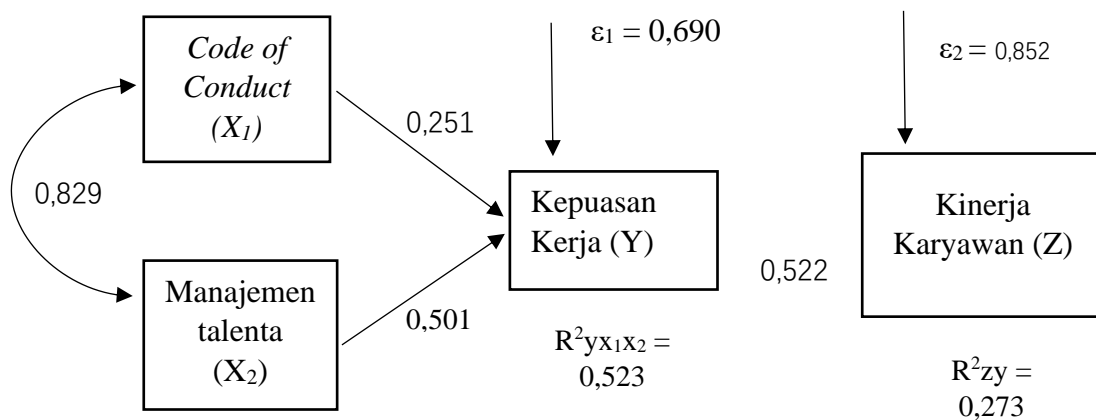 Code of
Conduct
(X₁)
0,829
Manajemen
talenta
(X₂)
0,251
0,501
ε₁ = 0,690
Kepuasan
Kerja (Y)
R²yx₁x₂ =
0,523
0,522
ε₂ = 0,852
Kinerja
Karyawan (Z)
R²zy =
0,273